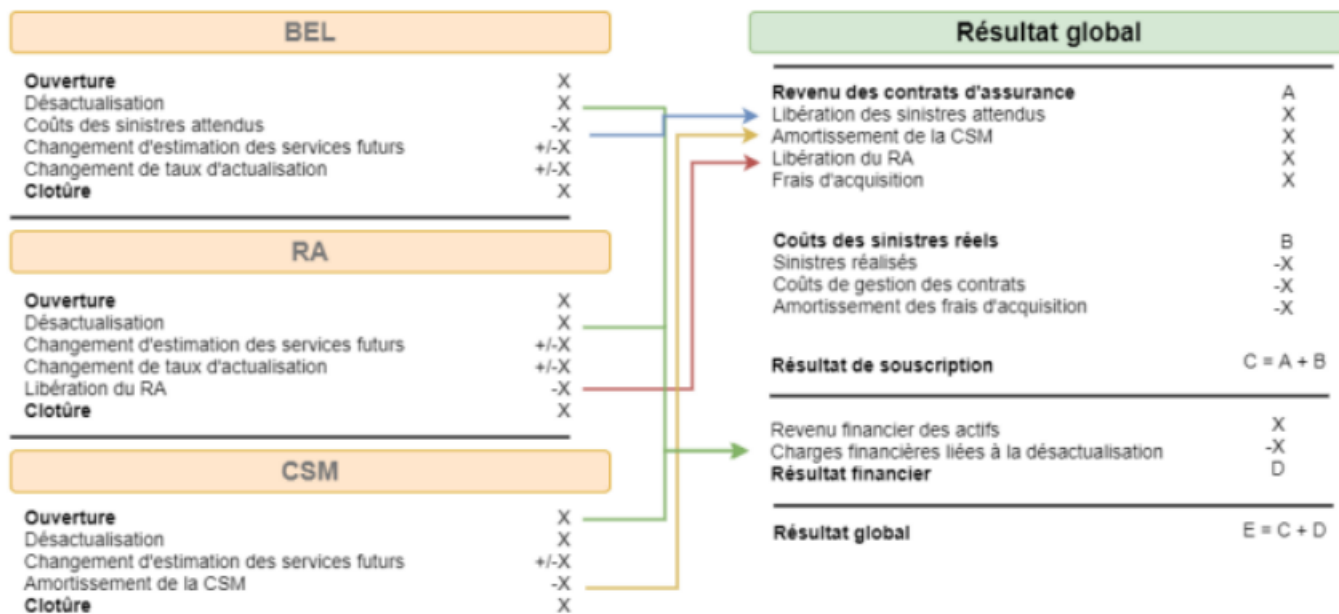 BEL
Ouverture X
Désactualisation X
Coûts des sinistres attendus -X
Changement d'estimation des services futurs +/-X
Changement de taux d'actualisation +/-X
Clotûre X
RA
Ouverture X
Désactualisation X
Changement d'estimation des services futurs +/-X
Changement de taux d'actualisation +/-X
Libération du RA -X
Clotûre X
CSM
Ouverture X
Désactualisation X
Changement d'estimation des services futurs +/-X
Amortissement de la CSM -X
Clotûre X
Résultat global
Revenu des contrats d'assurance A
Libération des sinistres attendus X
Amortissement de la CSM X
Libération du RA X
Frais d'acquisition X
Coûts des sinistres réels B
Sinistres réalisés -X
Coûts de gestion des contrats -X
Amortissement des frais d'acquisition -X
Résultat de souscription C = A + B
Revenu financier des actifs X
Charges financières liées à la désactualisation -X
Résultat financier D
Résultat global E = C + D